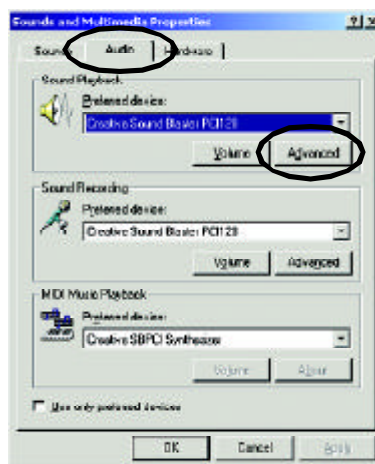 Sounds and Multimedia Properties
Sounds Audio Hardware
Sound Playback
Preferred device:
Creative Sound Blaster PCI128
Volume Advanced
Sound Recording
Preferred device:
Creative Sound Blaster PCI128
Volume Advanced
MIDI Music Playback
Preferred device:
Creative SBPCI Synthesizer
Volume About
Use only preferred devices
OK Cancel Apply